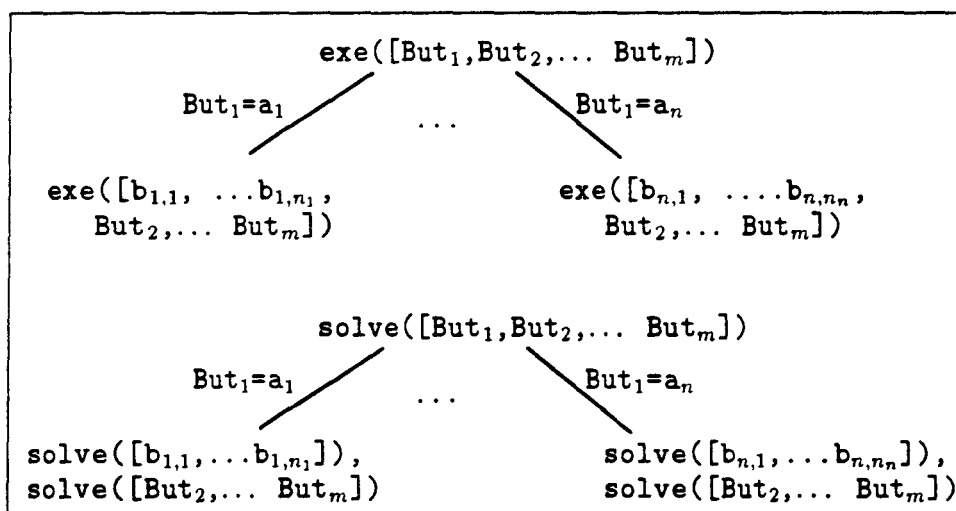 exe([But₁,But₂,... Butₘ])
But₁=a₁ ... But₁=aₙ
exe([b₁,₁, ...b₁,ₙ₁, exe([bₙ,₁, ....bₙ,ₙₙ,
But₂,... Butₘ]) But₂,... Butₘ])
solve([But₁,But₂,... Butₘ])
But₁=a₁ ... But₁=aₙ
solve([b₁,₁,...b₁,ₙ₁]), solve([bₙ,₁,...bₙ,ₙₙ]),
solve([But₂,... Butₘ]) solve([But₂,... Butₘ])